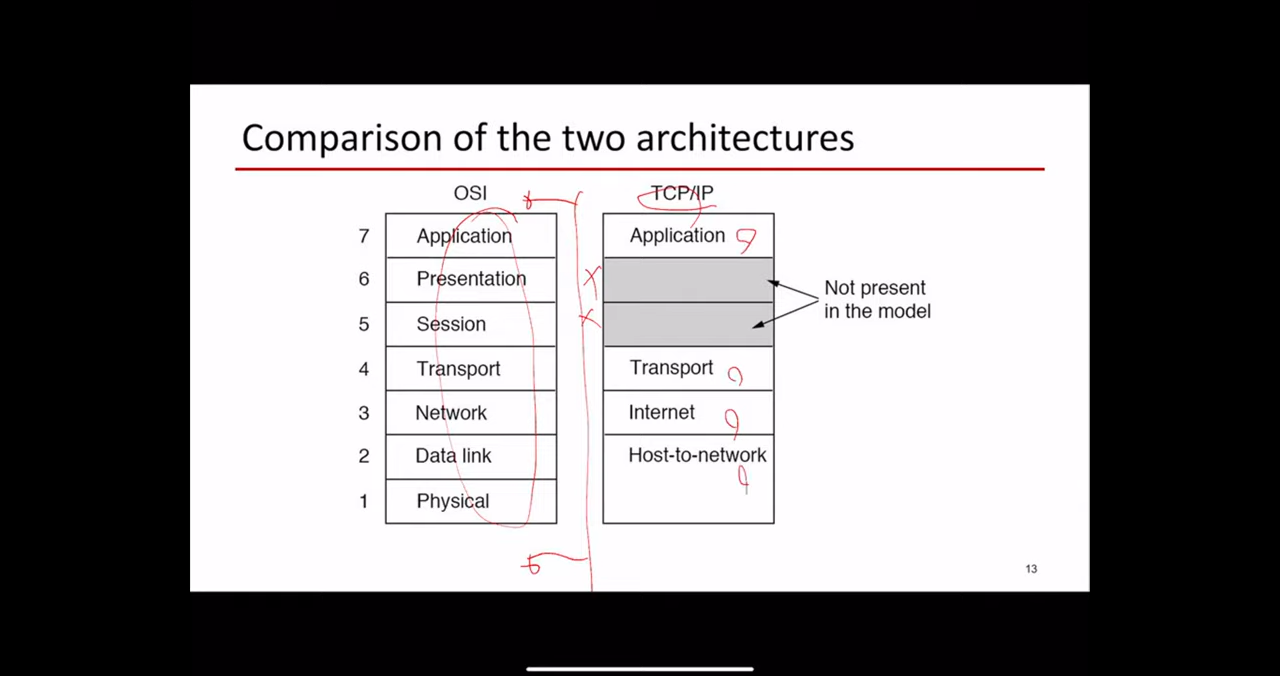 Comparison of the two architectures
OSI
TCP/IP
7 Application
Application
6 Presentation
5 Session
Not present
in the model
4 Transport
Transport
3 Network
Internet
2 Data link
Host-to-network
1 Physical
13